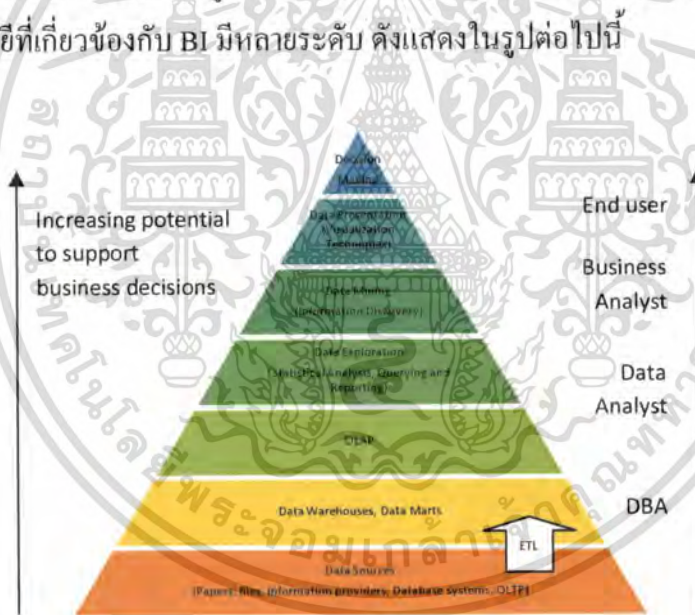 ยีที่เกี่ยวข้องกับ BI มีหลายระดับ ดังแสดงในรูปต่อไปนี้
Decision
Making
Data Presentation
Visualization
Techniques
Data Mining
(Information Discovery)
Data Exploration
(Statistical Analysis, Querying and
Reporting)
OLAP
Data Warehouses, Data Marts
ETL
Data Sources
(Papers, files, information providers, Database systems, OLTP)
Increasing potential
to support
business decisions
End user
Business
Analyst
Data
Analyst
DBA